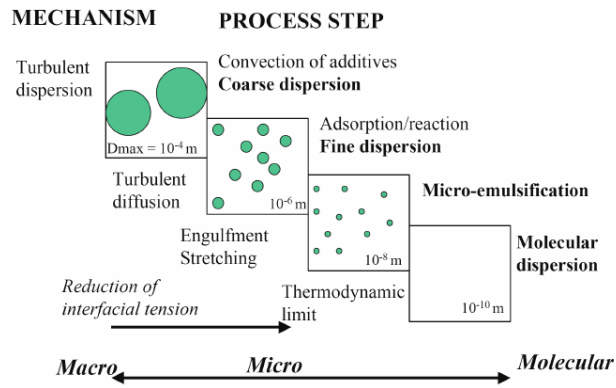 MECHANISM
PROCESS STEP
Turbulent
dispersion
Convection of additives
Coarse dispersion
Dmax = 10-4 m
Turbulent
diffusion
Adsorption/reaction
Fine dispersion
10-6 m
Engulfment
Stretching
Micro-emulsification
10-8 m
Thermodynamic
limit
Molecular
dispersion
10-10 m
Reduction of
interfacial tension
Macro
Micro
Molecular